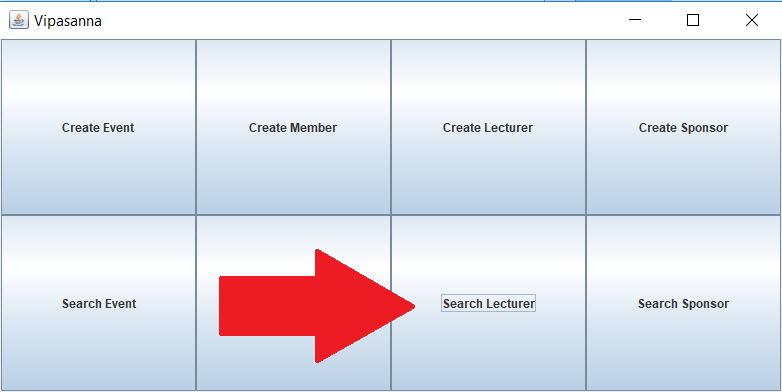 Vipasanna
Create Event
Create Member
Create Lecturer
Create Sponsor
Search Event
Search Lecturer
Search Sponsor